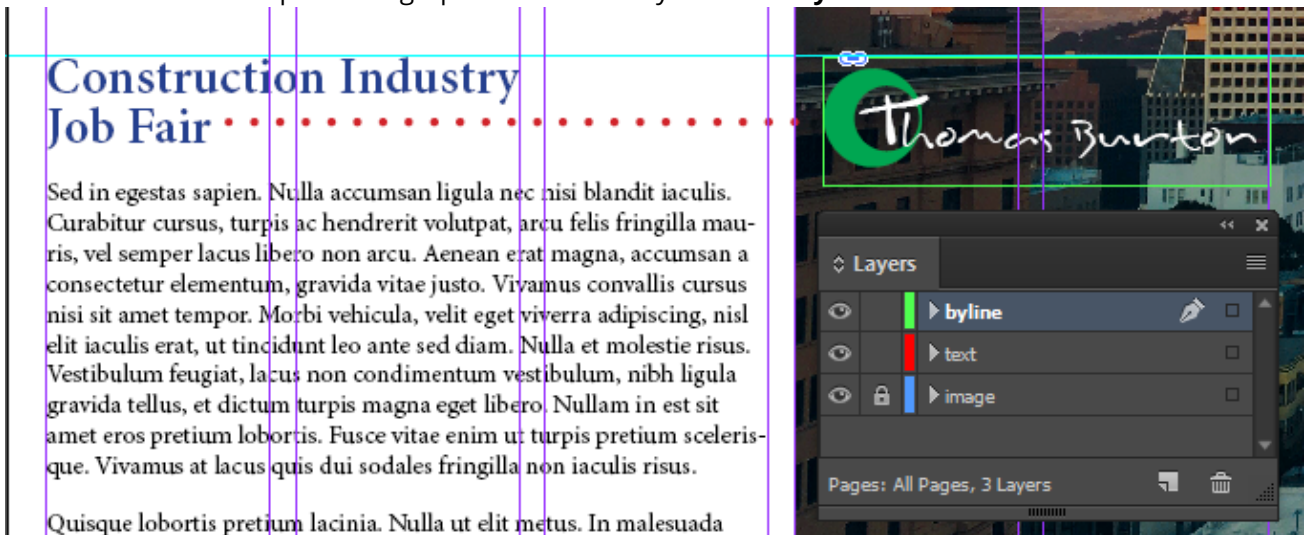 Construction Industry
Job Fair
Sed in egestas sapien. Nulla accumsan ligula nec nisi blandit iaculis.
Curabitur cursus, turpis ac hendrerit volutpat, arcu felis fringilla mau-
ris, vel semper lacus libero non arcu. Aenean erat magna, accumsan a
consectetur elementum, gravida vitae justo. Vivamus convallis cursus
nisi sit amet tempor. Morbi vehicula, velit eget viverra adipiscing, nisl
elit iaculis erat, ut tincidunt leo ante sed diam. Nulla et molestie risus.
Vestibulum feugiat, lacus non condimentum vestibulum, nibh ligula
gravida tellus, et dictum turpis magna eget libero. Nullam in est sit
amet eros pretium lobortis. Fusce vitae enim ut turpis pretium sceleris-
que. Vivamus at lacus quis dui sodales fringilla non iaculis risus.
Quisque lobortis pretium lacinia. Nulla ut elit metus. In malesuada
Thomas Burton
Layers
byline
text
image
Pages: All Pages, 3 Layers